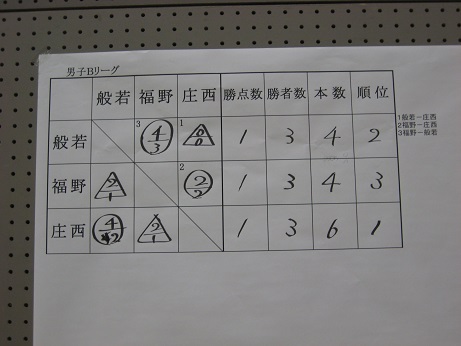 男子Bリーグ
般若 福野 庄西 勝点数 勝者数 本数 順位
般若 3 4/3 1 0/0 1 3 4 2
福野 2/1 2 2/2 1 3 4 3
庄西 4/2 2/1 1 3 6 1
1般若－庄西
2福野－庄西
3福野－般若